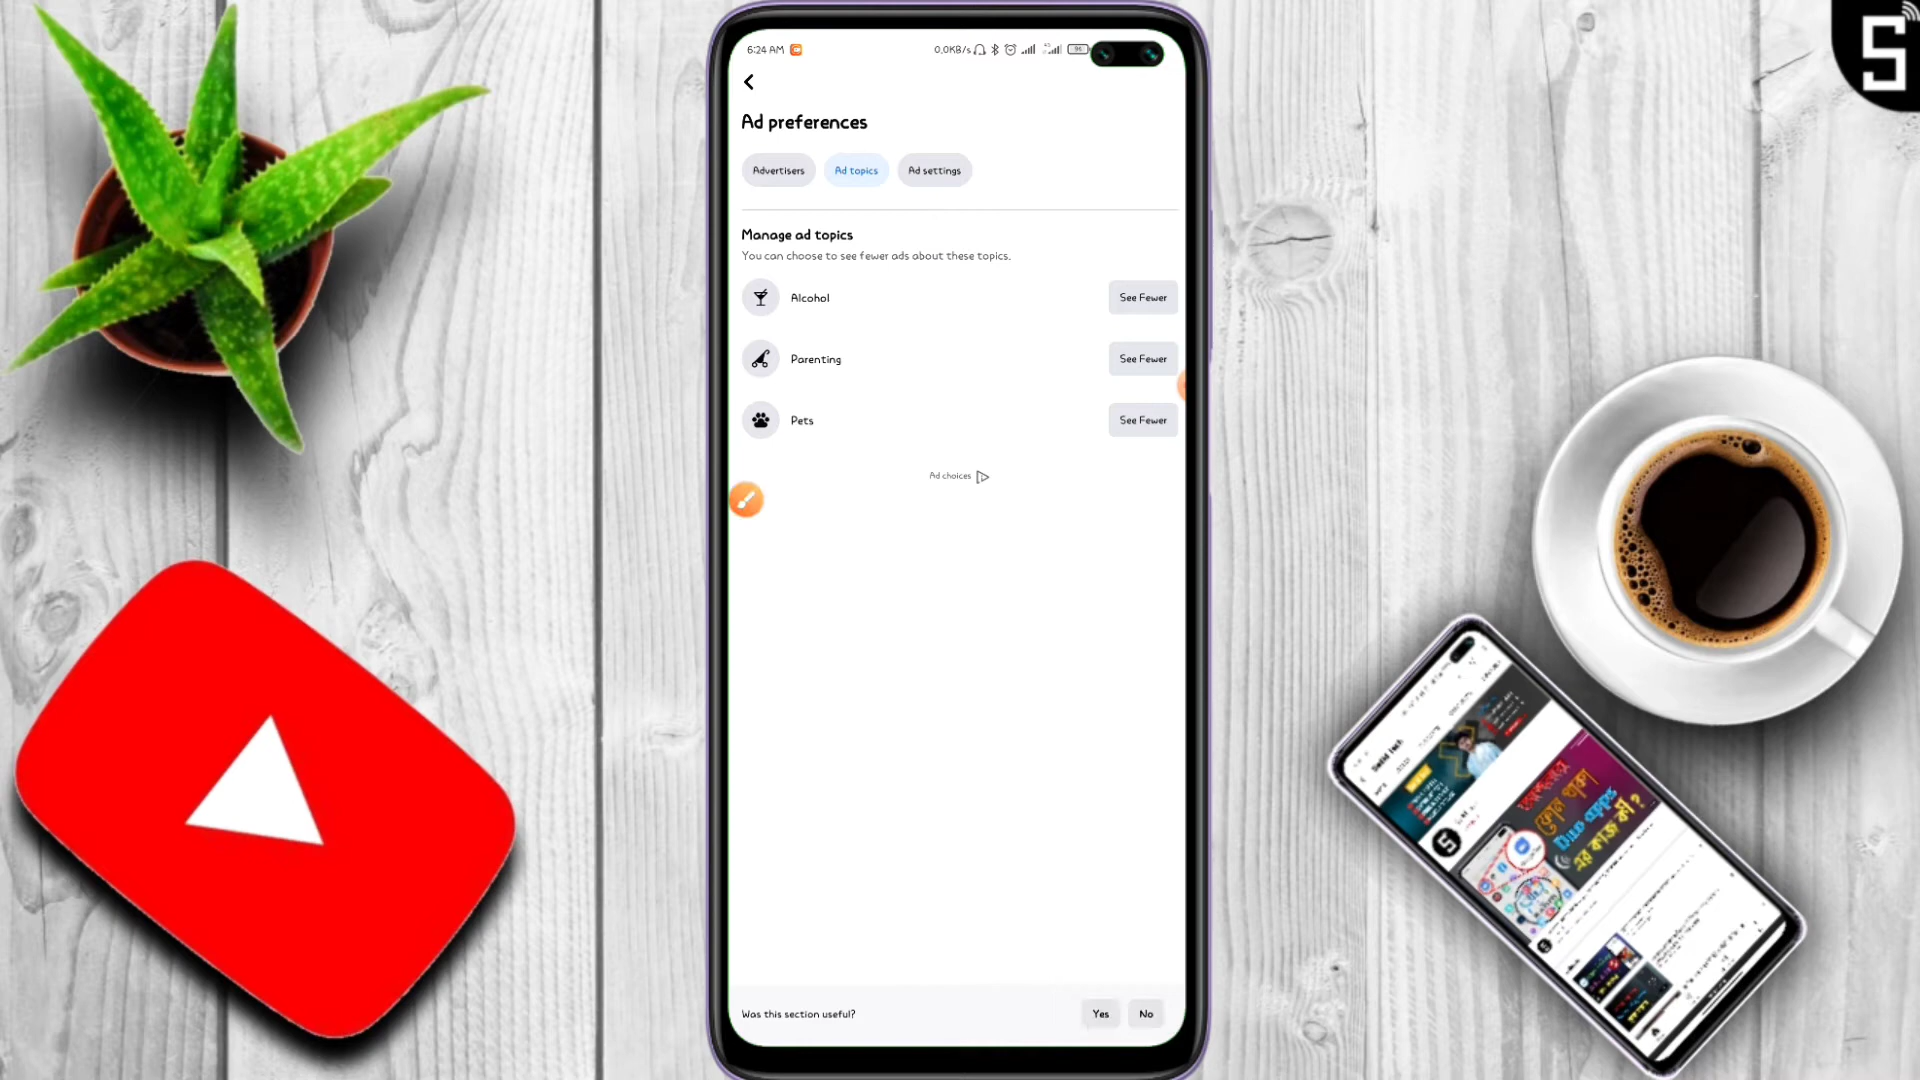 6:24 AM
0.0KB/s
Ad preferences
Advertisers
Ad topics
Ad settings
Manage ad topics
You can choose to see fewer ads about these topics.
Alcohol
See Fewer
Parenting
See Fewer
Pets
See Fewer
Ad choices
Was this section useful?
Yes
No
S
ফোন থাকা
এর কাজ কী ?